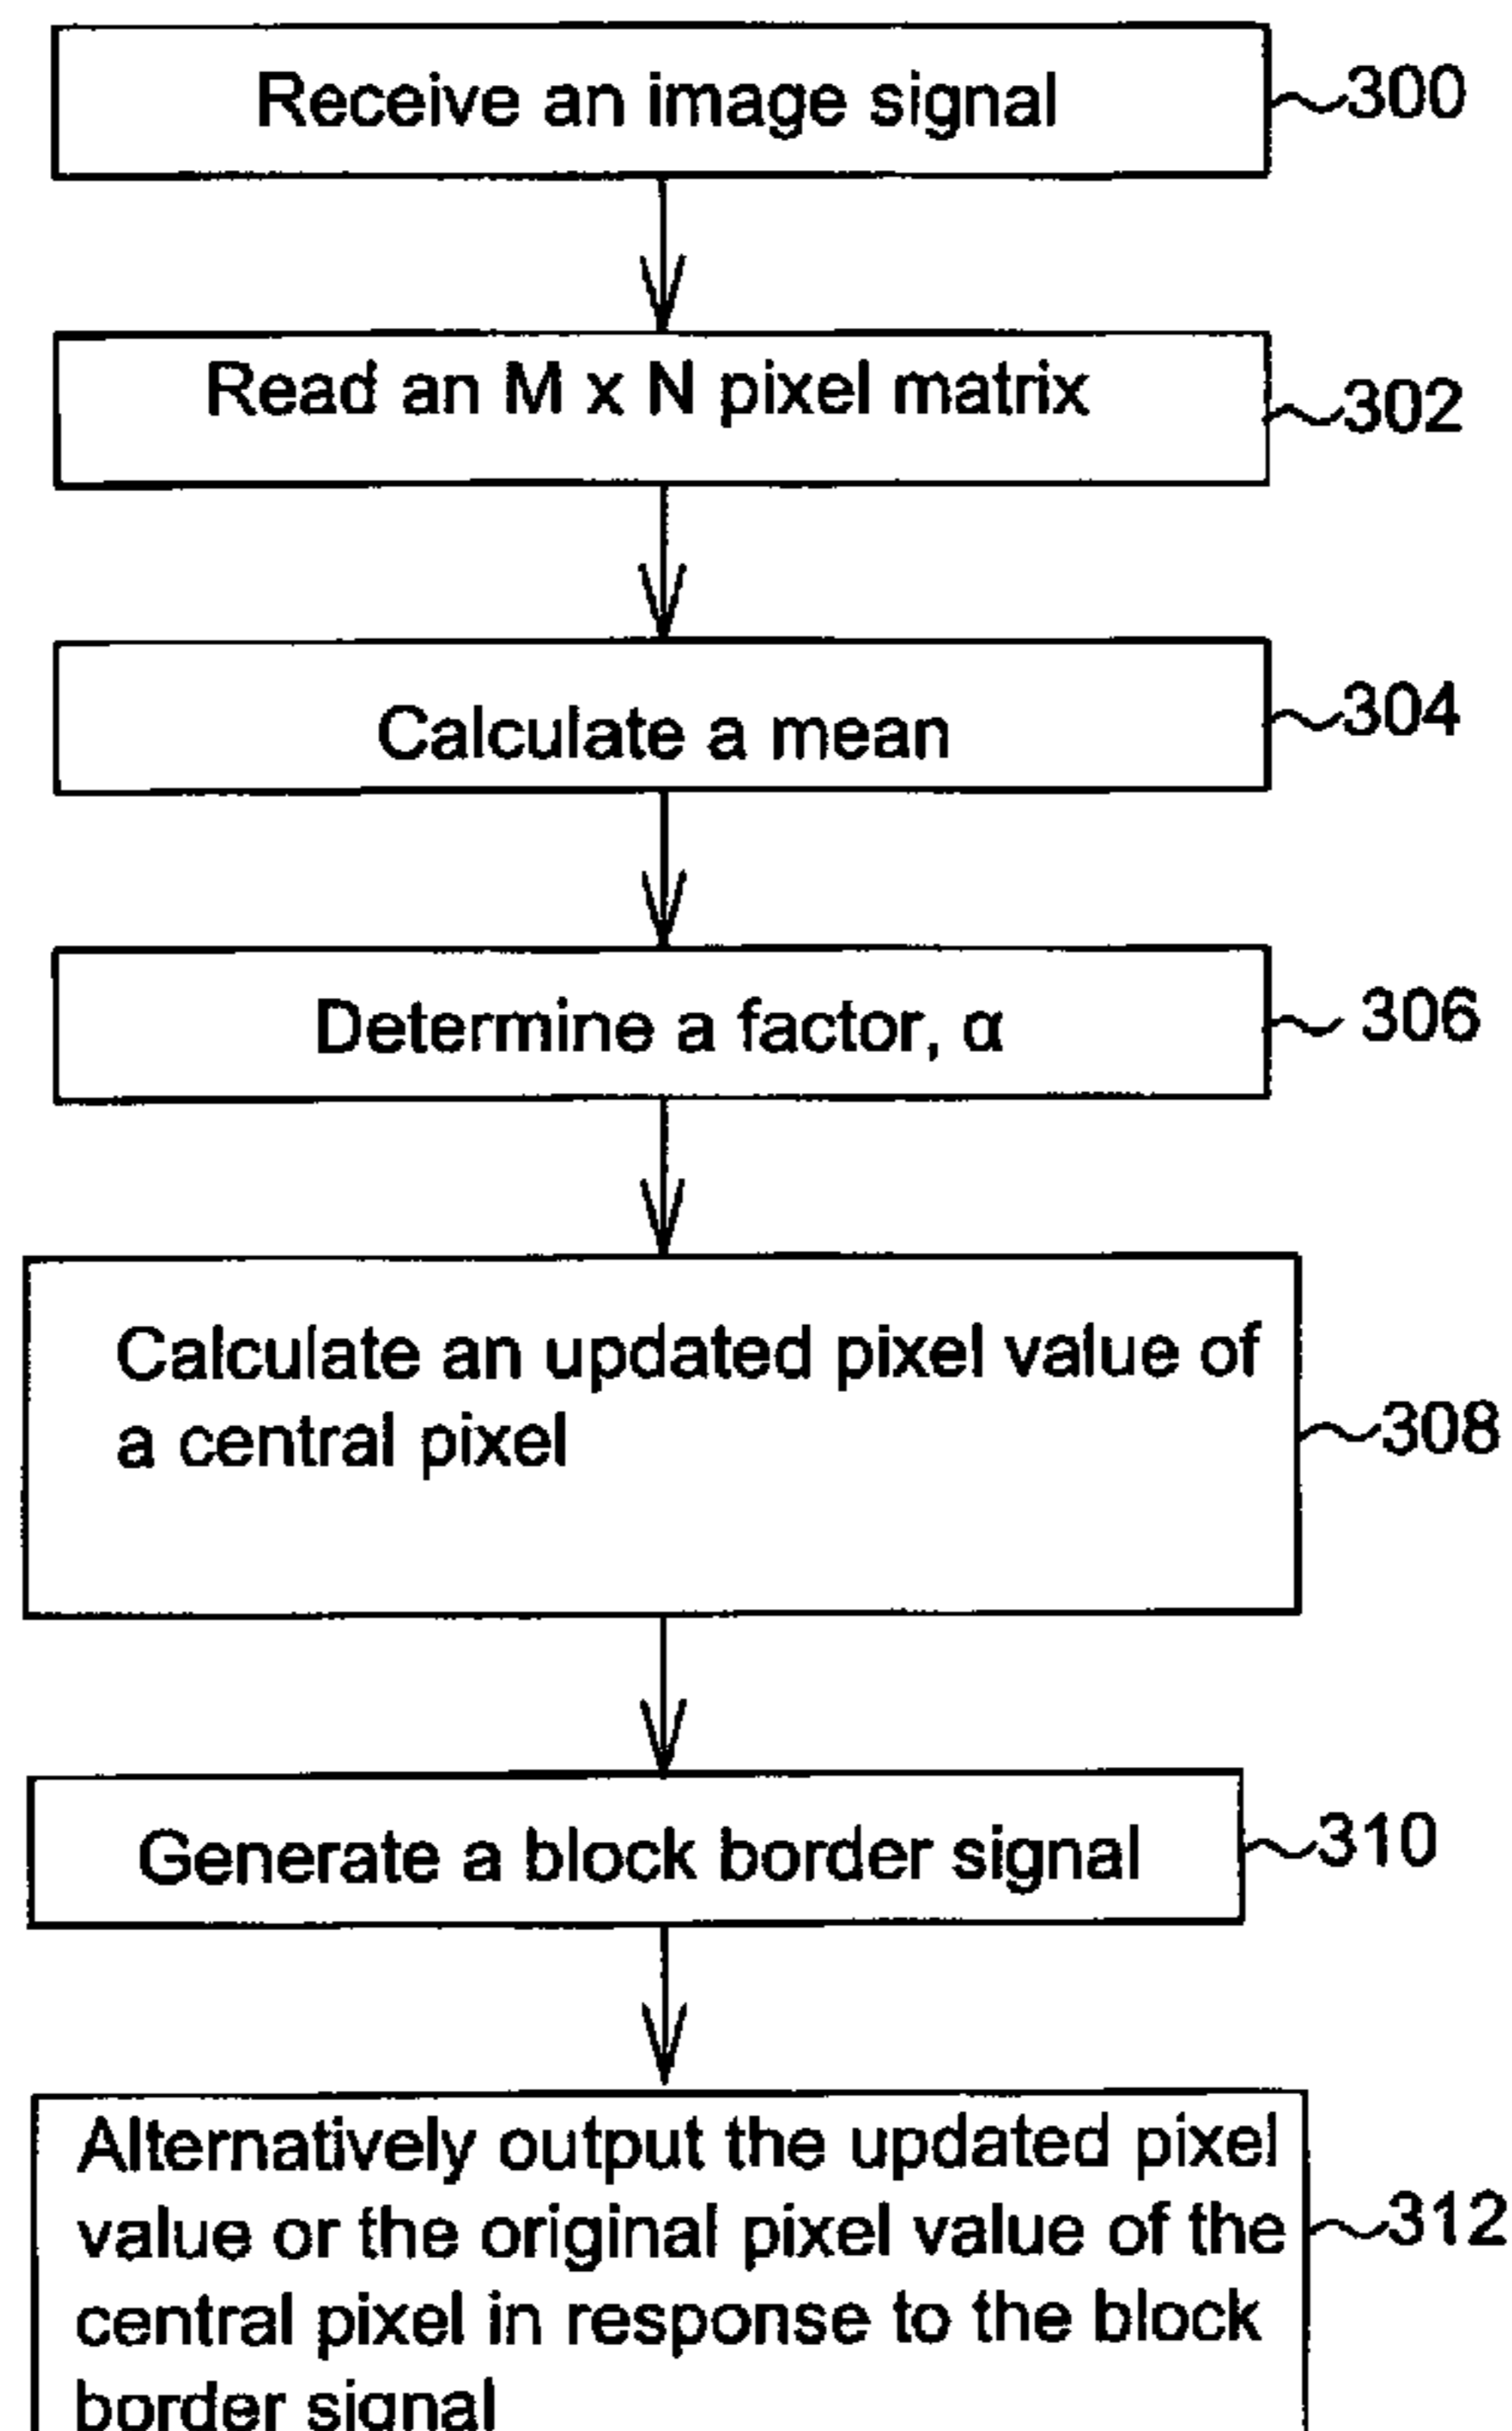 Receive an image signal
300
Read an M x N pixel matrix
302
Calculate a mean
304
Determine a factor, α
306
Calculate an updated pixel value of
a central pixel
308
Generate a block border signal
310
Alternatively output the updated pixel
value or the original pixel value of the
312
central pixel in response to the block
border signal